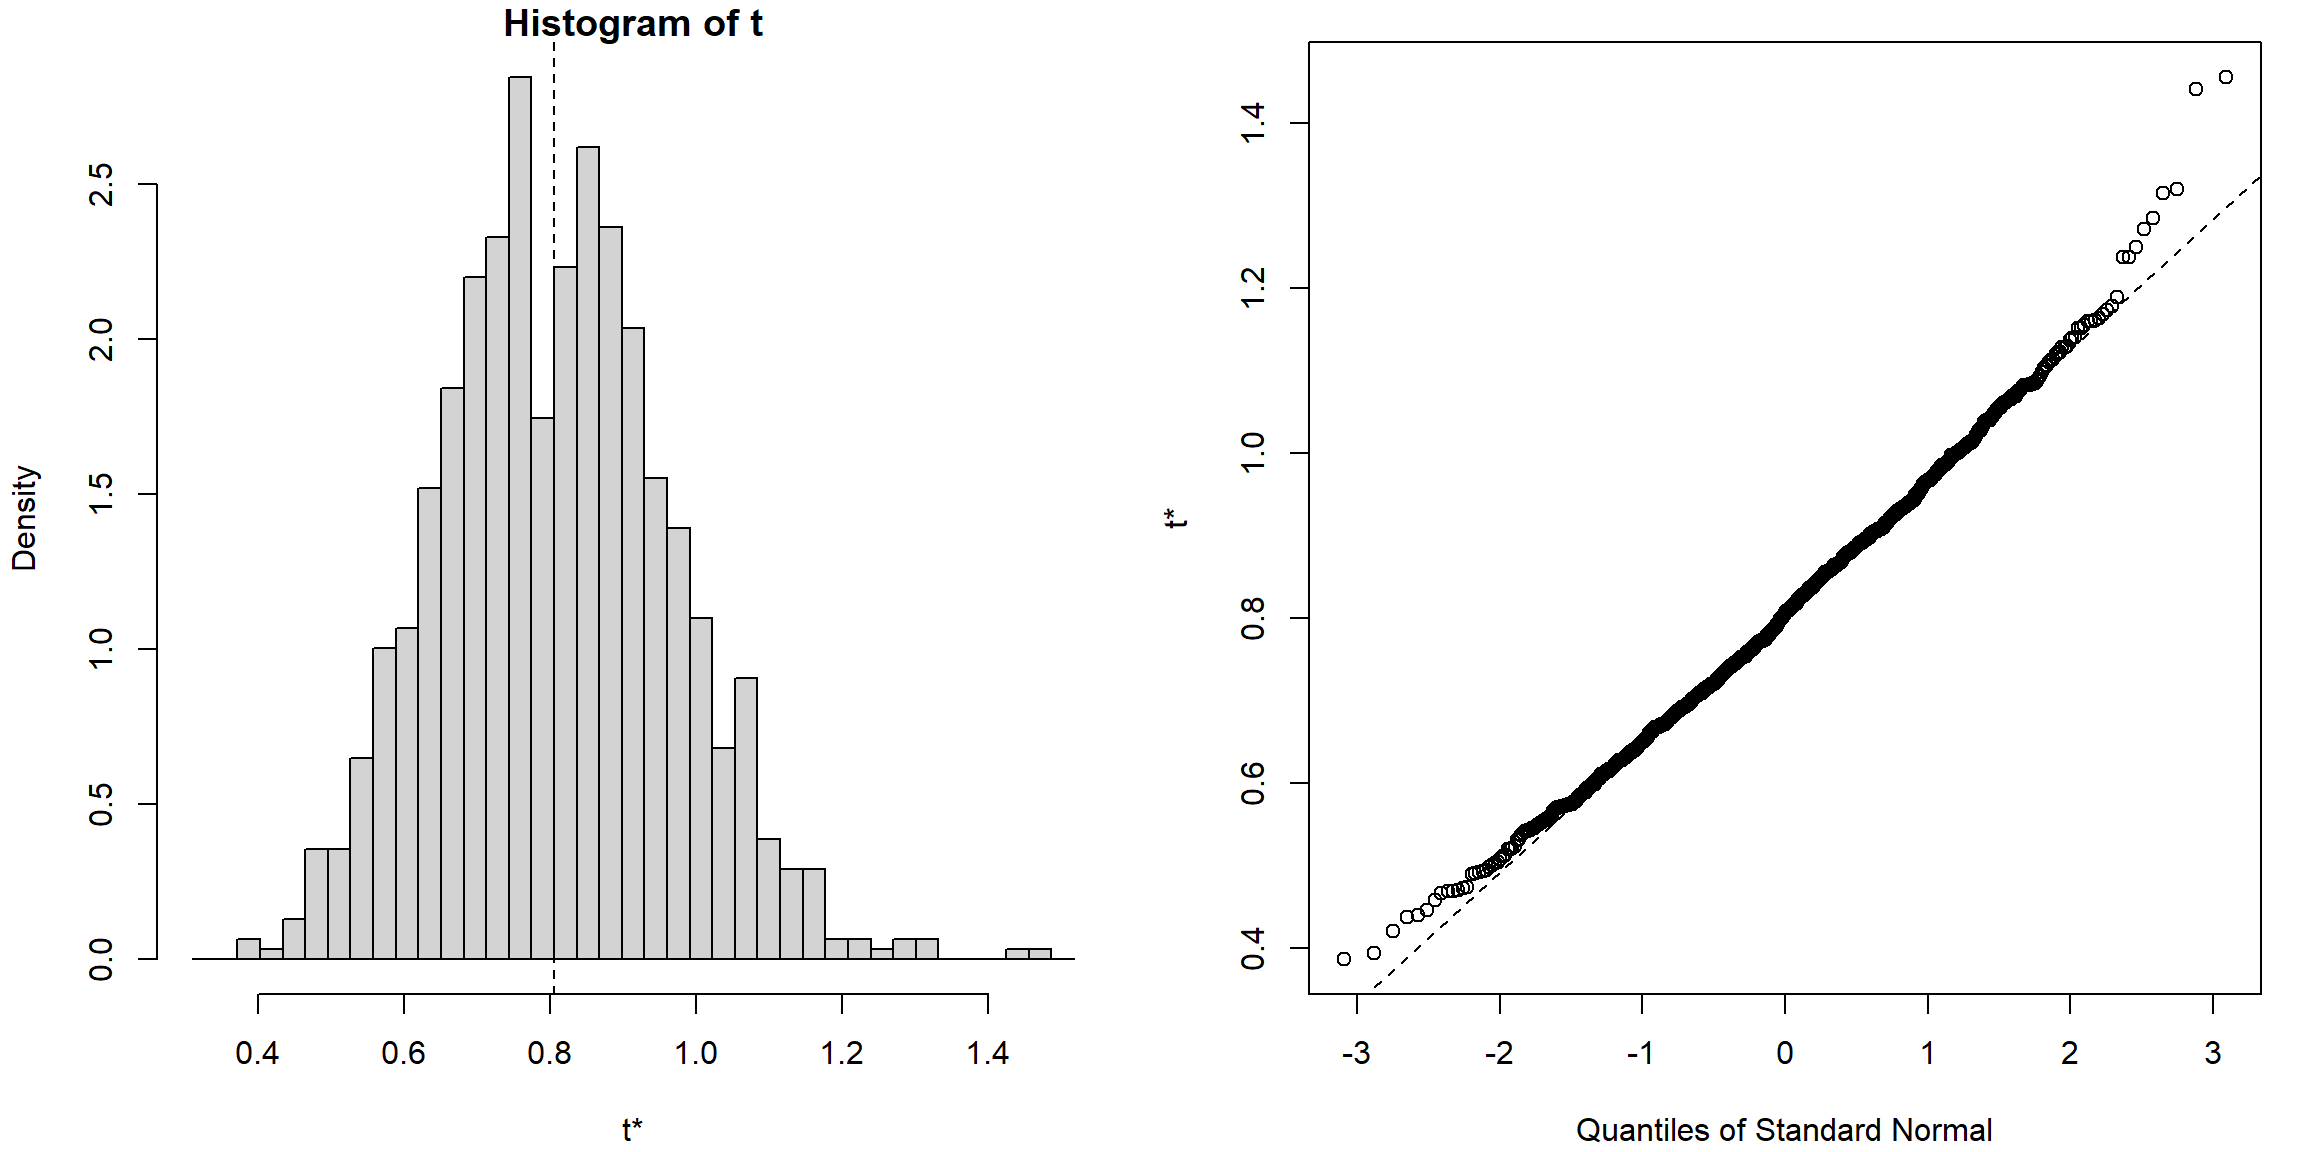 Histogram of t
Density
0.0 0.5 1.0 1.5 2.0 2.5
0.4 0.6 0.8 1.0 1.2 1.4
t*
t*
0.4 0.6 0.8 1.0 1.2 1.4
-3 -2 -1 0 1 2 3
Quantiles of Standard Normal